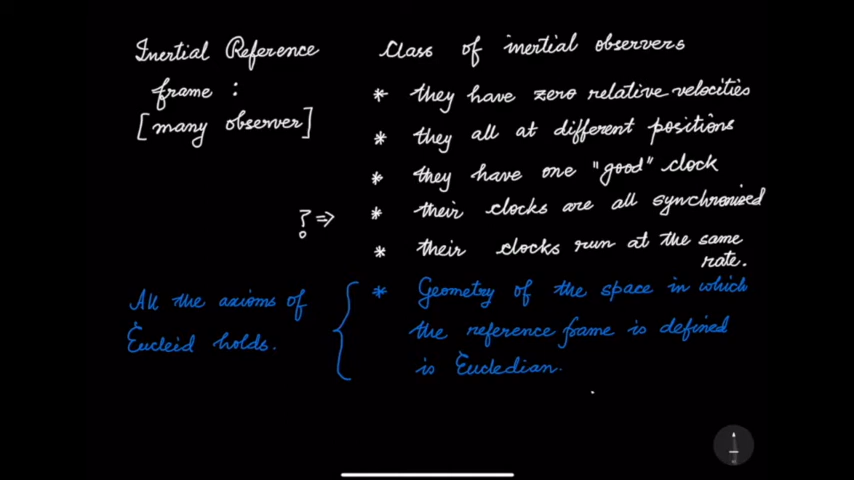 Inertial Reference
frame :
[many observer]
Class of inertial observers
* they have zero relative velocities
* they all at different positions
* they have one "good" clock
? ⇒ * their clocks are all synchronised
* their clocks run at the same
rate.
All the axioms of
Eucleid holds.
* Geometry of the space in which
the reference frame is defined
is Eucledian.